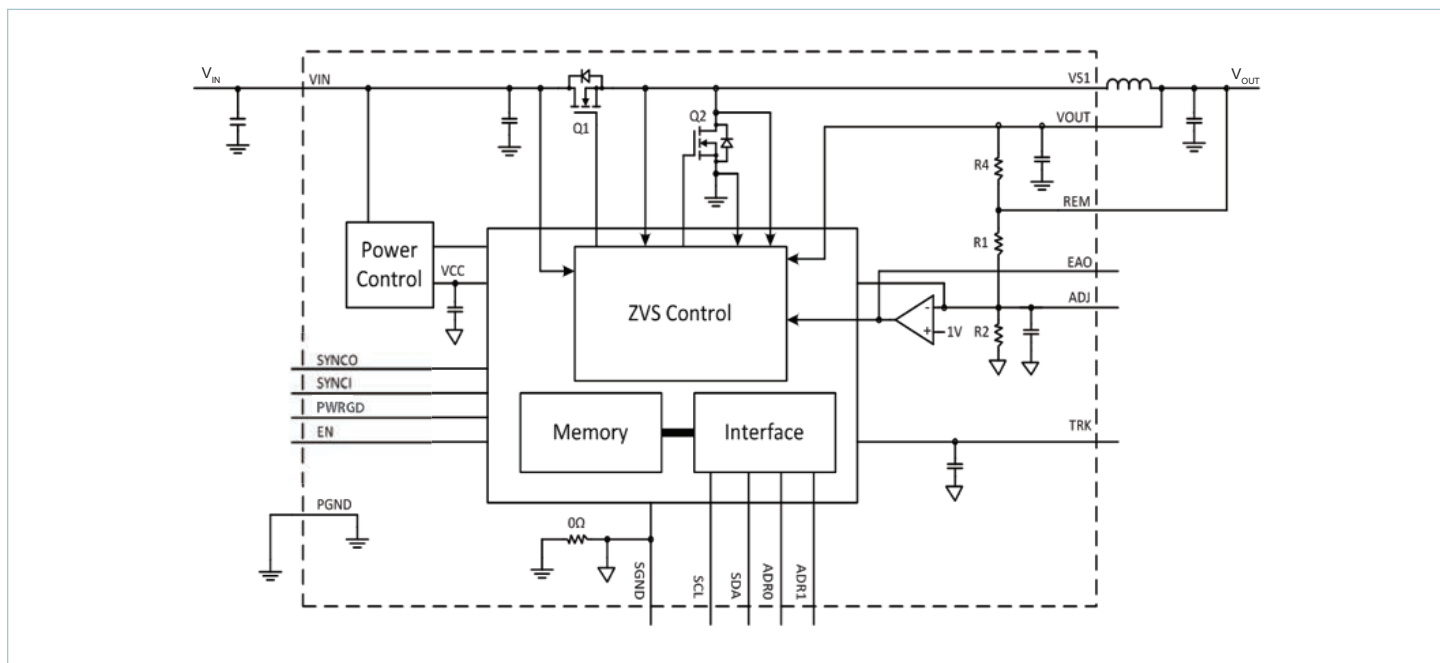 VIN
VIN
VS1
VOUT
Q1
Q2
VOUT
R4
REM
R1
EAO
ADJ
R2
1V
-
+
Power
Control
VCC
ZVS Control
SYNCO
SYNCI
PWRGD
EN
Memory
Interface
TRK
PGND
0Ω
SGND
SCL
SDA
ADR0
ADR1